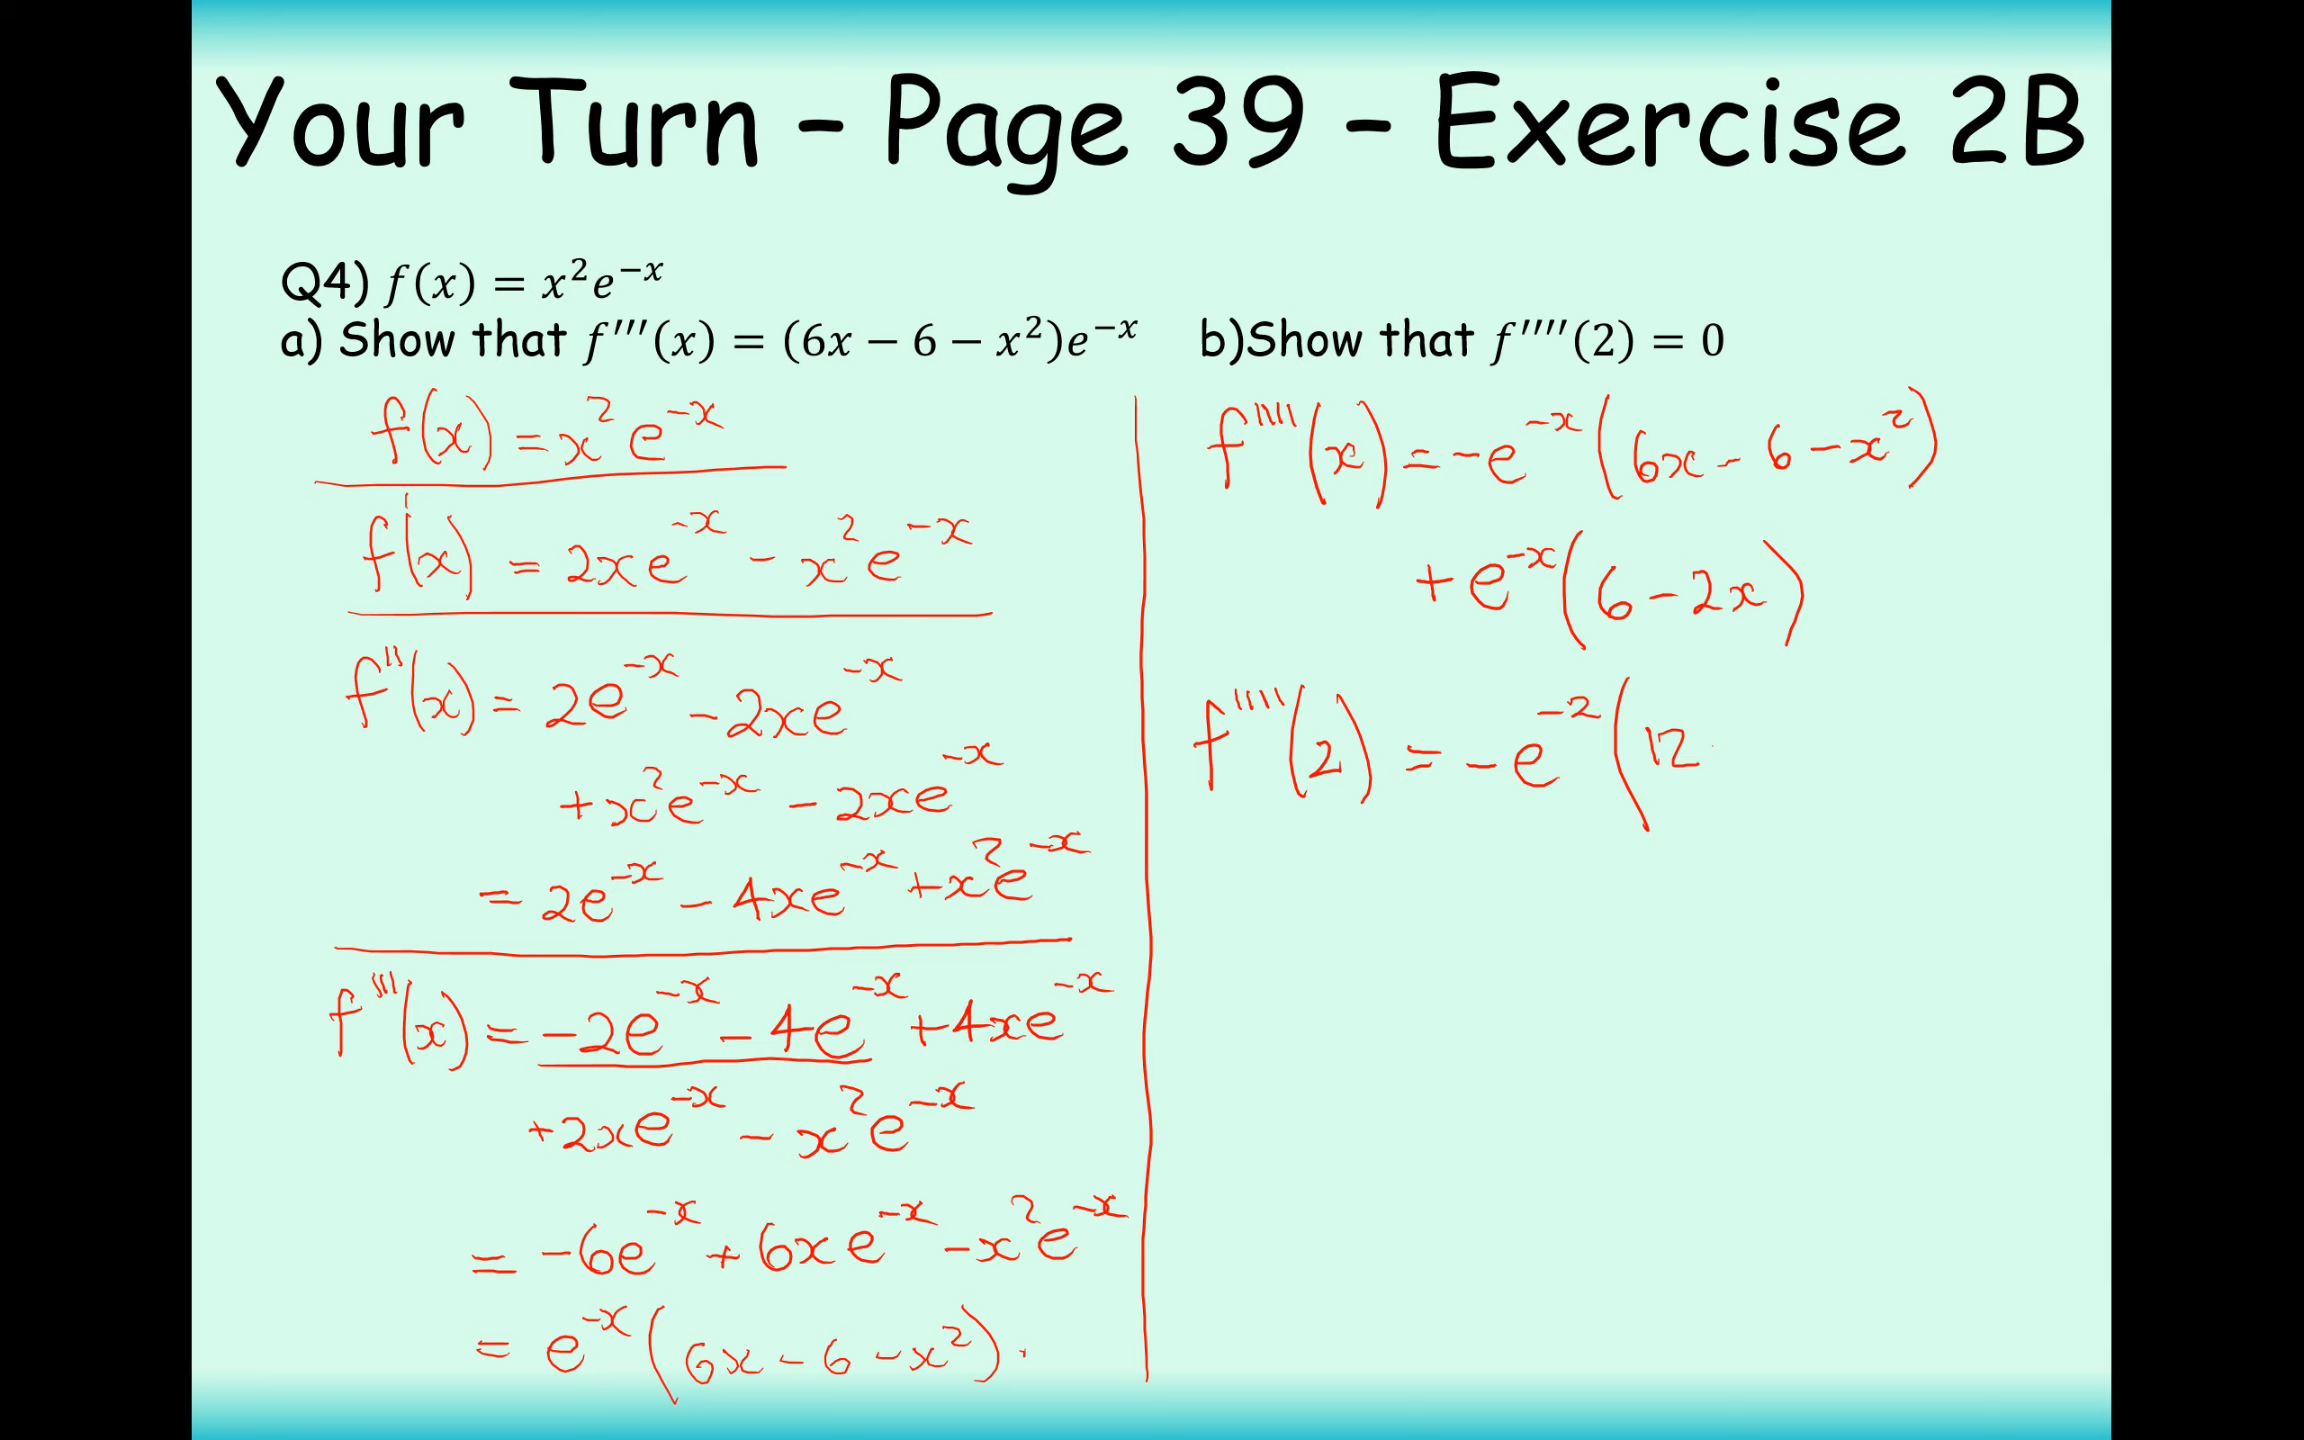 Your Turn – Page 39 – Exercise 2B
Q4) f(x) = x²e⁻ˣ
a) Show that f′′′(x) = (6x − 6 − x²)e⁻ˣ
f(x) = x²e⁻ˣ
f'(x) = 2xe⁻ˣ − x²e⁻ˣ
f''(x) = 2e⁻ˣ − 2xe⁻ˣ
+x²e⁻ˣ − 2xe⁻ˣ
= 2e⁻ˣ − 4xe⁻ˣ + x²e⁻ˣ
f'''(x) = −2e⁻ˣ − 4e⁻ˣ + 4xe⁻ˣ
+2xe⁻ˣ − x²e⁻ˣ
= −6e⁻ˣ + 6xe⁻ˣ − x²e⁻ˣ
= e⁻ˣ(6x − 6 − x²).
b)Show that f′′′′(2) = 0
f''''(x) = −e⁻ˣ(6x − 6 − x²)
+ e⁻ˣ(6 − 2x)
f''''(2) = −e⁻²(12